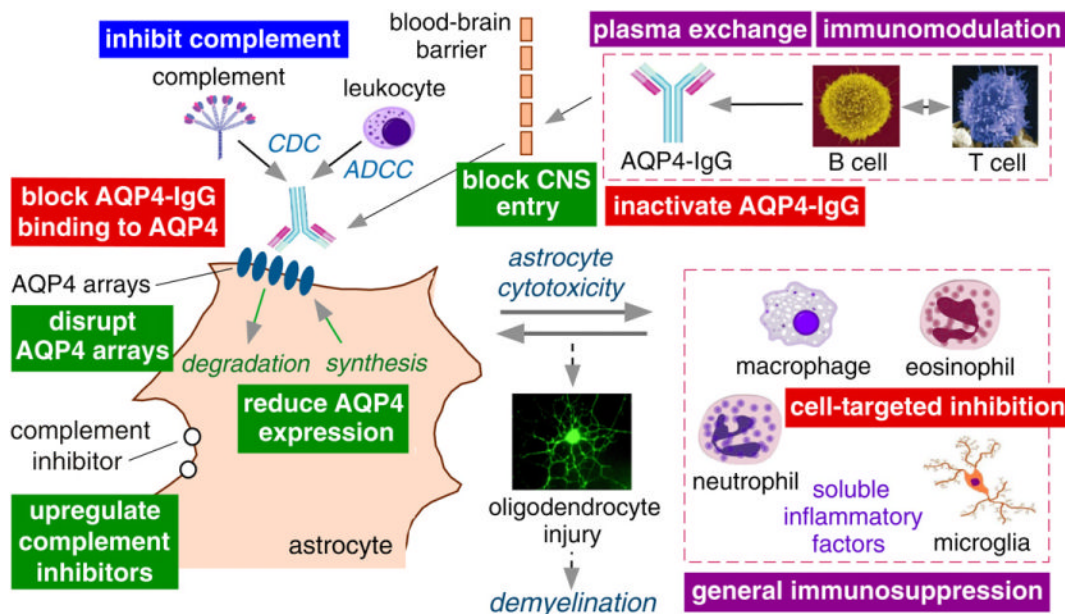 inhibit complement
blood-brain
barrier
plasma exchange
immunomodulation
complement
leukocyte
CDC
ADCC
AQP4-IgG
B cell
T cell
block AQP4-IgG
binding to AQP4
block CNS
entry
inactivate AQP4-IgG
AQP4 arrays
astrocyte
cytotoxicity
disrupt
AQP4 arrays
degradation
synthesis
macrophage
eosinophil
reduce AQP4
expression
cell-targeted inhibition
complement
inhibitor
neutrophil
soluble
inflammatory
factors
microglia
oligodendrocyte
injury
upregulate
complement
inhibitors
astrocyte
general immunosuppression
demyelination